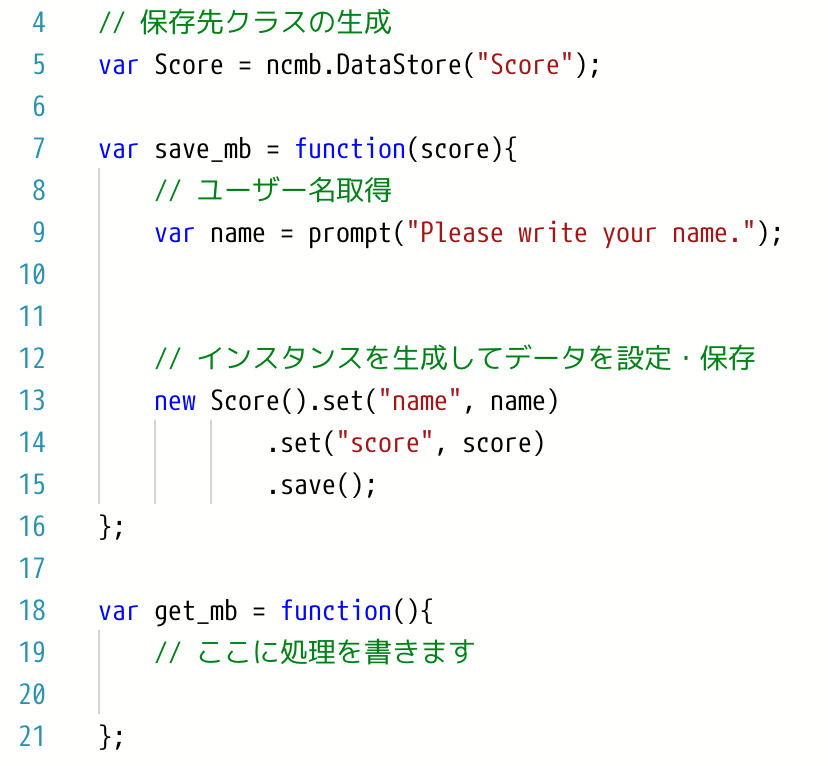 4 // 保存先クラスの生成
5 var Score = ncmb.DataStore("Score");
6
7 var save_mb = function(score){
8 // ユーザー名取得
9 var name = prompt("Please write your name.");
10
11
12 // インスタンスを生成してデータを設定・保存
13 new Score().set("name", name)
14 .set("score", score)
15 .save();
16 };
17
18 var get_mb = function(){
19 // ここに処理を書きます
20
21 };